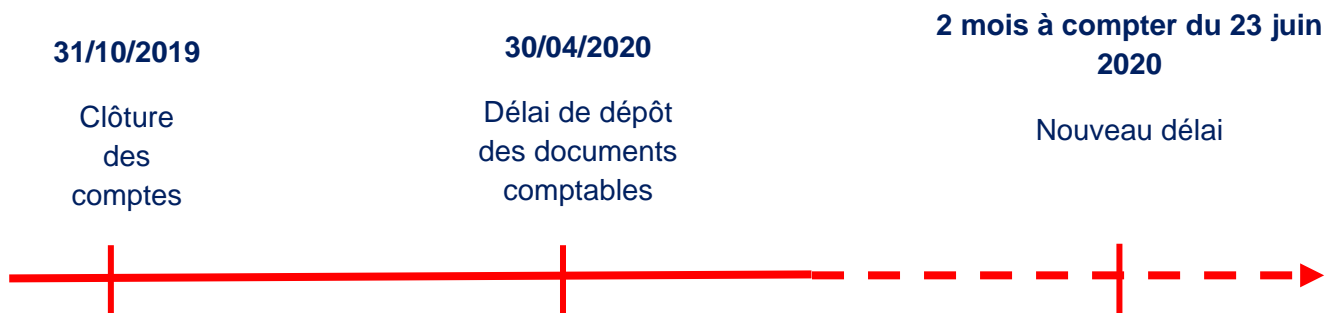 31/10/2019
Clôture
des
comptes
30/04/2020
Délai de dépôt
des documents
comptables
2 mois à compter du 23 juin
2020
Nouveau délai